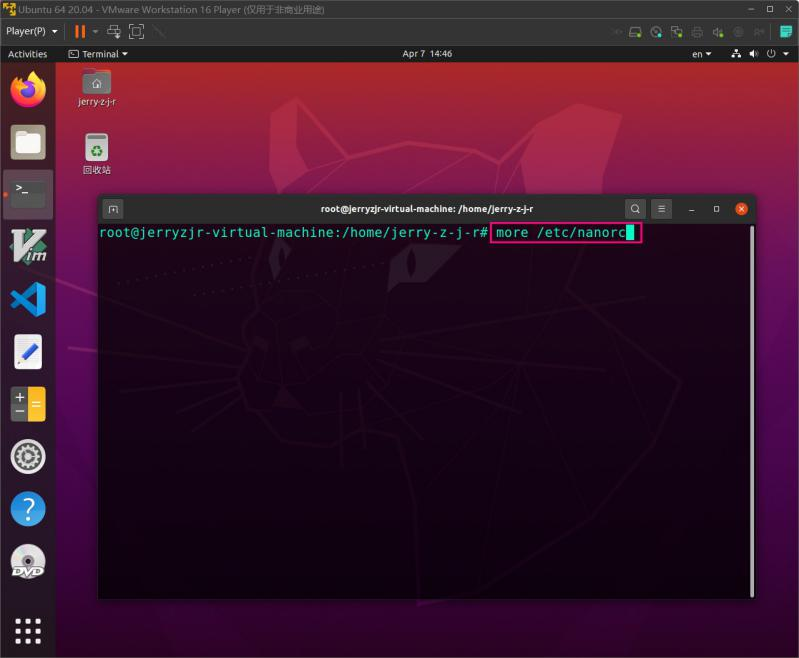 Ubuntu 64 20.04 - VMware Workstation 16 Player (仅用于非商业用途)
Player(P)
Activities
Terminal
Apr 7 14:46
en
jerry-z-j-r
回收站
root@jerryzjr-virtual-machine: /home/jerry-z-j-r
root@jerryzjr-virtual-machine:/home/jerry-z-j-r# more /etc/nanorc
>_
Vim
DVD